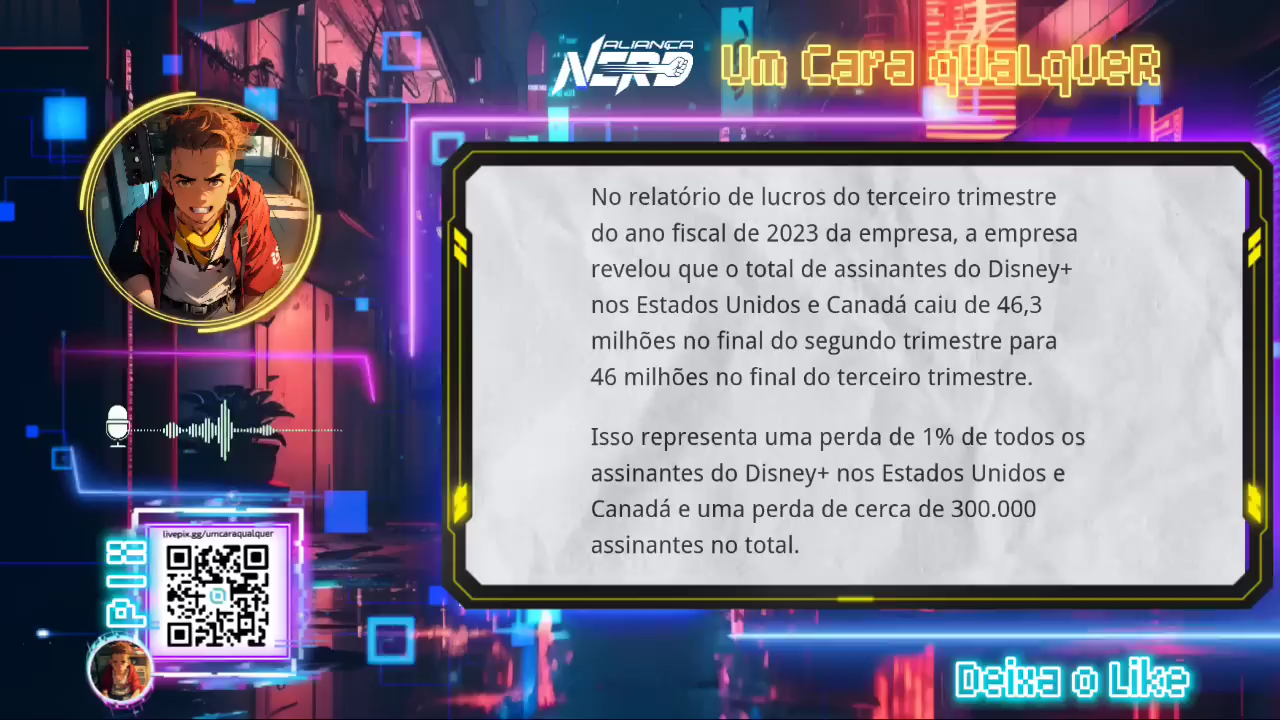 ALIANÇA
NERD
Um Cara qUaLqUeR
No relatório de lucros do terceiro trimestre
do ano fiscal de 2023 da empresa, a empresa
revelou que o total de assinantes do Disney+
nos Estados Unidos e Canadá caiu de 46,3
milhões no final do segundo trimestre para
46 milhões no final do terceiro trimestre.
Isso representa uma perda de 1% de todos os
assinantes do Disney+ nos Estados Unidos e
Canadá e uma perda de cerca de 300.000
assinantes no total.
livepix.gg/umcaraqualquer
PIX
Deixa o Like